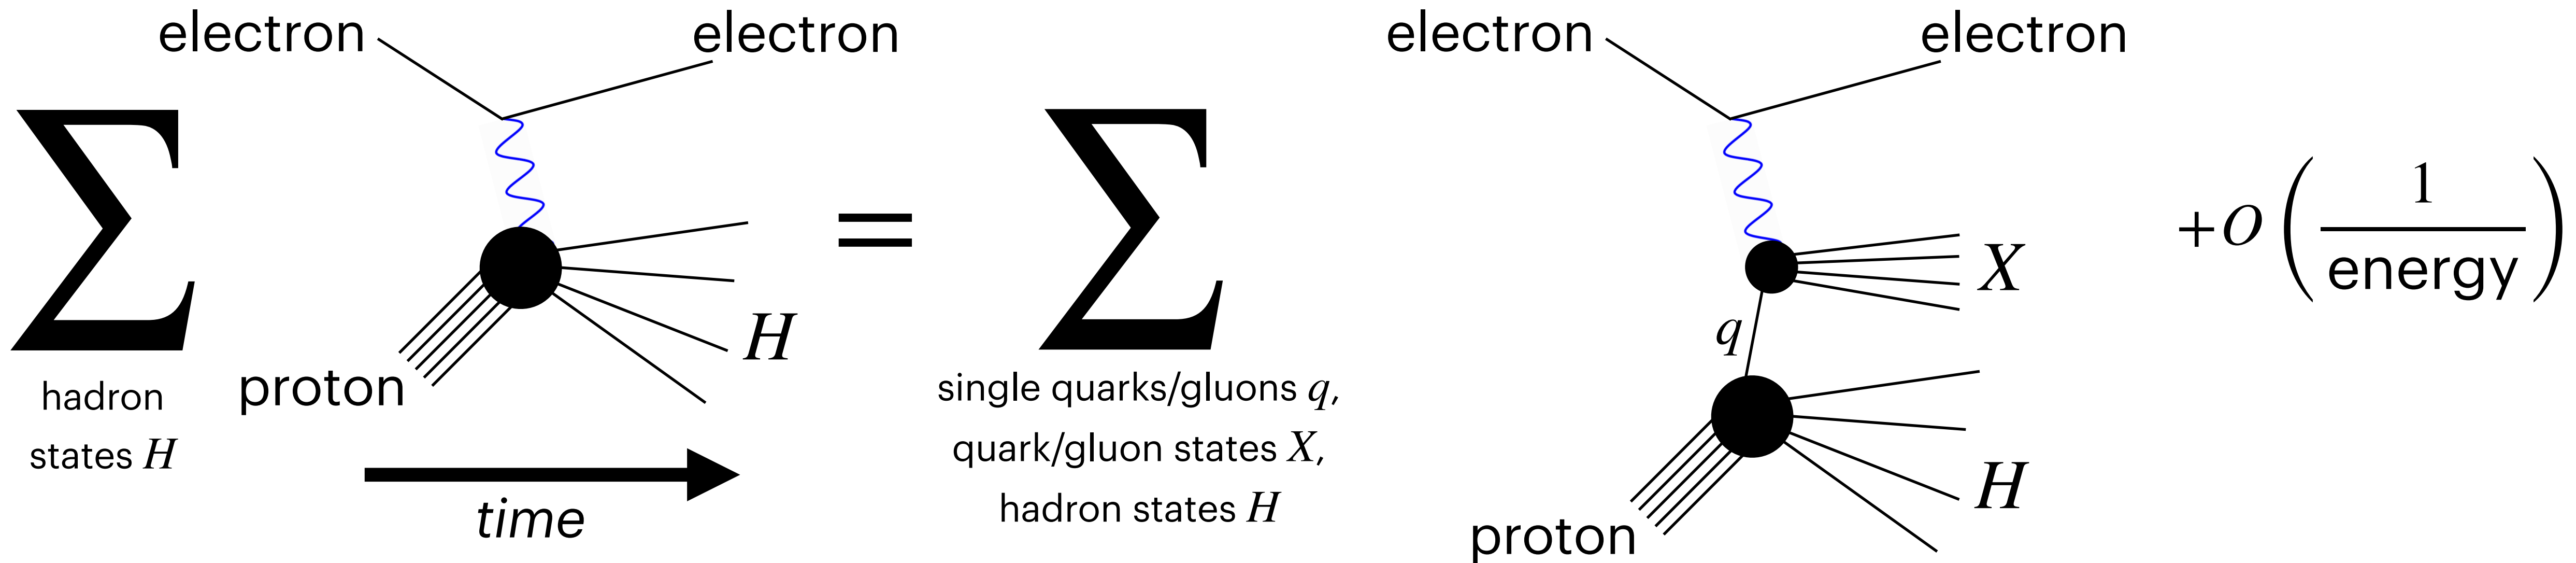 electron
electron
∑
hadron
states H
proton
H
time
=
∑
single quarks/gluons q,
quark/gluon states X,
hadron states H
electron
electron
X
q
H
proton
+O(1/energy)